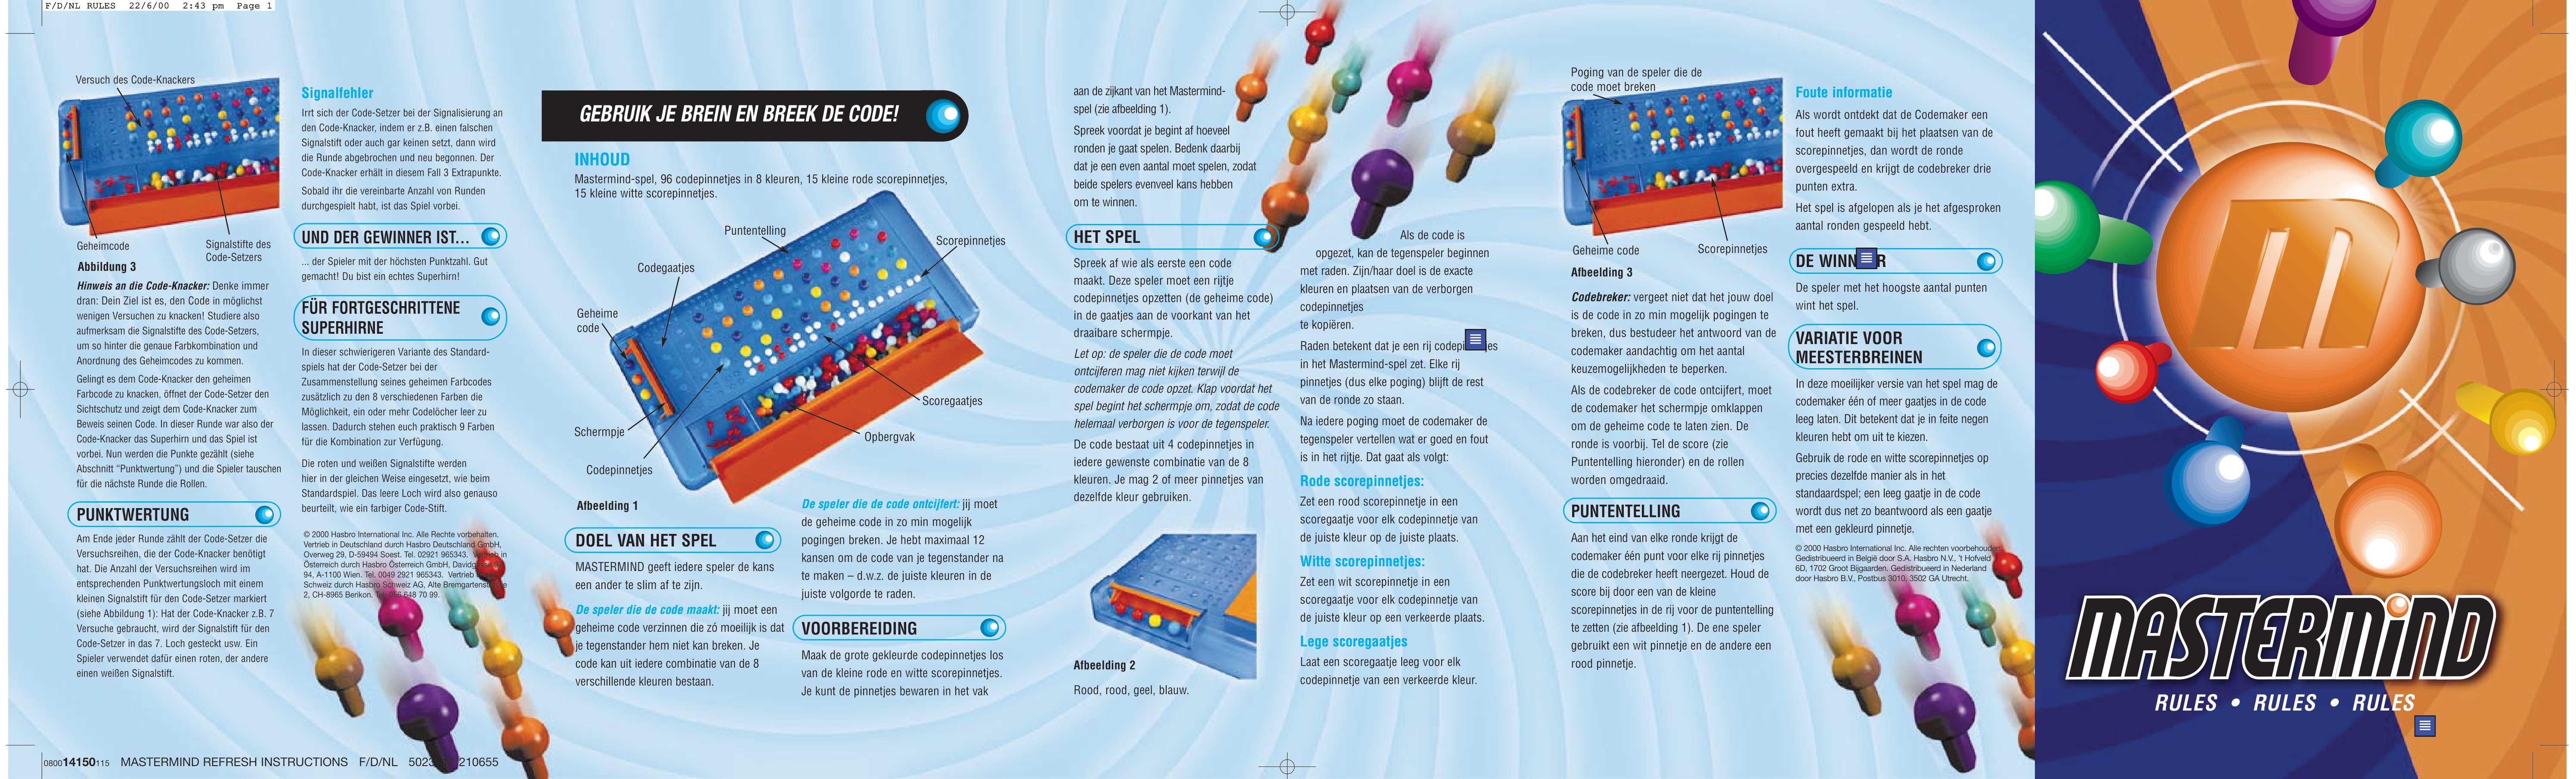 F/D/NL RULES 22/6/00 2:43 pm Page 1
Versuch des Code-Knackers
Geheimcode
Signalstifte des
Code-Setzers
Abbildung 3
Hinweis an die Code-Knacker: Denke immer
dran: Dein Ziel ist es, den Code in möglichst
wenigen Versuchen zu knacken! Studiere also
aufmerksam die Signalstifte des Code-Setzers,
um so hinter die genaue Farbkombination und
Anordnung des Geheimcodes zu kommen.
Gelingt es dem Code-Knacker den geheimen
Farbcode zu knacken, öffnet der Code-Setzer den
Sichtschutz und zeigt dem Code-Knacker zum
Beweis seinen Code. In dieser Runde war also der
Code-Knacker das Superhirn und das Spiel ist
vorbei. Nun werden die Punkte gezählt (siehe
Abschnitt “Punktwertung”) und die Spieler tauschen
für die nächste Runde die Rollen.
PUNKTWERTUNG
Am Ende jeder Runde zählt der Code-Setzer die
Versuchsreihen, die der Code-Knacker benötigt
hat. Die Anzahl der Versuchsreihen wird im
entsprechenden Punktwertungsloch mit einem
kleinen Signalstift für den Code-Setzer markiert
(siehe Abbildung 1): Hat der Code-Knacker z.B. 7
Versuche gebraucht, wird der Signalstift für den
Code-Setzer in das 7. Loch gesteckt usw. Ein
Spieler verwendet dafür einen roten, der andere
einen weißen Signalstift.
Signalfehler
Irrt sich der Code-Setzer bei der Signalisierung an
den Code-Knacker, indem er z.B. einen falschen
Signalstift oder auch gar keinen setzt, dann wird
die Runde abgebrochen und neu begonnen. Der
Code-Knacker erhält in diesem Fall 3 Extrapunkte.
Sobald ihr die vereinbarte Anzahl von Runden
durchgespielt habt, ist das Spiel vorbei.
UND DER GEWINNER IST...
... der Spieler mit der höchsten Punktzahl. Gut
gemacht! Du bist ein echtes Superhirn!
FÜR FORTGESCHRITTENE
SUPERHIRNE
In dieser schwierigeren Variante des Standard-
spiels hat der Code-Setzer bei der
Zusammenstellung seines geheimen Farbcodes
zusätzlich zu den 8 verschiedenen Farben die
Möglichkeit, ein oder mehr Codelöcher leer zu
lassen. Dadurch stehen euch praktisch 9 Farben
für die Kombination zur Verfügung.
Die roten und weißen Signalstifte werden
hier in der gleichen Weise eingesetzt, wie beim
Standardspiel. Das leere Loch wird also genauso
beurteilt, wie ein farbiger Code-Stift.
© 2000 Hasbro International Inc. Alle Rechte vorbehalten.
Vertrieb in Deutschland durch Hasbro Deutschland GmbH,
Overweg 29, D-59494 Soest. Tel. 02921 965343. Vertrieb in
Österreich durch Hasbro Österreich GmbH,
94, A-1100 Wien. Tel. 0049 2921 965343. Vertrieb
Schweiz durch Hasbro Schweiz AG, Alte Bremgartenstrasse
2, CH-8965 Berikon. 648 70 99.
080014150115 MASTERMIND REFRESH INSTRUCTIONS F/D/NL 210655
GEBRUIK JE BREIN EN BREEK DE CODE!
INHOUD
Mastermind-spel, 96 codepinnetjes in 8 kleuren, 15 kleine rode scorepinnetjes,
15 kleine witte scorepinnetjes.
Puntentelling
Scorepinnetjes
Codegaatjes
Geheime
code
Scoregaatjes
Schermpje
Opbergvak
Codepinnetjes
Afbeelding 1
DOEL VAN HET SPEL
MASTERMIND geeft iedere speler de kans
een ander te slim af te zijn.
De speler die de code maakt: jij moet een
geheime code verzinnen die zó moeilijk is dat
je tegenstander hem niet kan breken. Je
code kan uit iedere combinatie van de 8
verschillende kleuren bestaan.
De speler die de code ontcijfert: jij moet
de geheime code in zo min mogelijk
pogingen breken. Je hebt maximaal 12
kansen om de code van je tegenstander na
te maken – d.w.z. de juiste kleuren in de
juiste volgorde te raden.
VOORBEREIDING
Maak de grote gekleurde codepinnetjes los
van de kleine rode en witte scorepinnetjes.
Je kunt de pinnetjes bewaren in het vak
aan de zijkant van het Mastermind-
spel (zie afbeelding 1).
Spreek voordat je begint af hoeveel
ronden je gaat spelen. Bedenk daarbij
dat je een even aantal moet spelen, zodat
beide spelers evenveel kans hebben
om te winnen.
HET SPEL
Spreek af wie als eerste een code
maakt. Deze speler moet een rijtje
codepinnetjes opzetten (de geheime code)
in de gaatjes aan de voorkant van het
draaibare schermpje.
Let op: de speler die de code moet
ontcijferen mag niet kijken terwijl de
codemaker de code opzet. Klap voordat het
spel begint het schermpje om, zodat de code
helemaal verborgen is voor de tegenspeler.
De code bestaat uit 4 codepinnetjes in
iedere gewenste combinatie van de 8
kleuren. Je mag 2 of meer pinnetjes van
dezelfde kleur gebruiken.
Afbeelding 2
Rood, rood, geel, blauw.
Als de code is
opgezet, kan de tegenspeler beginnen
met raden. Zijn/haar doel is de exacte
kleuren en plaatsen van de verborgen
codepinnetjes
te kopiëren.
Raden betekent dat je een rij
in het Mastermind-spel zet. Elke rij
pinnetjes (dus elke poging) blijft de rest
van de ronde zo staan.
Na iedere poging moet de codemaker de
tegenspeler vertellen wat er goed en fout
is in het rijtje. Dat gaat als volgt:
Rode scorepinnetjes:
Zet een rood scorepinnetje in een
scoregaatje voor elk codepinnetje van
de juiste kleur op de juiste plaats.
Witte scorepinnetjes:
Zet een wit scorepinnetje in een
scoregaatje voor elk codepinnetje van
de juiste kleur op een verkeerde plaats.
Lege scoregaatjes
Laat een scoregaatje leeg voor elk
codepinnetje van een verkeerde kleur.
Poging van de speler die de
code moet breken
Geheime code
Scorepinnetjes
Afbeelding 3
Codebreker: vergeet niet dat het jouw doel
is de code in zo min mogelijk pogingen te
breken, dus bestudeer het antwoord van de
codemaker aandachtig om het aantal
keuzemogelijkheden te beperken.
Als de codebreker de code ontcijfert, moet
de codemaker het schermpje omklappen
om de geheime code te laten zien. De
ronde is voorbij. Tel de score (zie
Puntentelling hieronder) en de rollen
worden omgedraaid.
PUNTENTELLING
Aan het eind van elke ronde krijgt de
codemaker één punt voor elke rij pinnetjes
die de codebreker heeft neergezet. Houd de
score bij door een van de kleine
scorepinnetjes in de rij voor de puntentelling
te zetten (zie afbeelding 1). De ene speler
gebruikt een wit pinnetje en de andere een
rood pinnetje.
Foute informatie
Als wordt ontdekt dat de Codemaker een
fout heeft gemaakt bij het plaatsen van de
scorepinnetjes, dan wordt de ronde
overgespeeld en krijgt de codebreker drie
punten extra.
Het spel is afgelopen als je het afgesproken
aantal ronden gespeeld hebt.
DE
De speler met het hoogste aantal punten
wint het spel.
VARIATIE VOOR
MEESTERBREINEN
In deze moeilijker versie van het spel mag de
codemaker één of meer gaatjes in de code
leeg laten. Dit betekent dat je in feite negen
kleuren hebt om uit te kiezen.
Gebruik de rode en witte scorepinnetjes op
precies dezelfde manier als in het
standaardspel; een leeg gaatje in de code
wordt dus net zo beantwoord als een gaatje
met een gekleurd pinnetje.
© 2000 Hasbro International Inc. Alle rechten voorbehouden.
Gedistribueerd in België door S.A. Hasbro N.V., 't Hofveld
6D, 1702 Groot Bijgaarden. Gedistribueerd in Nederland
door Hasbro B.V., Postbus 3010, 3502 GA Utrecht.
m
MASTERMIND
RULES • RULES • RULES